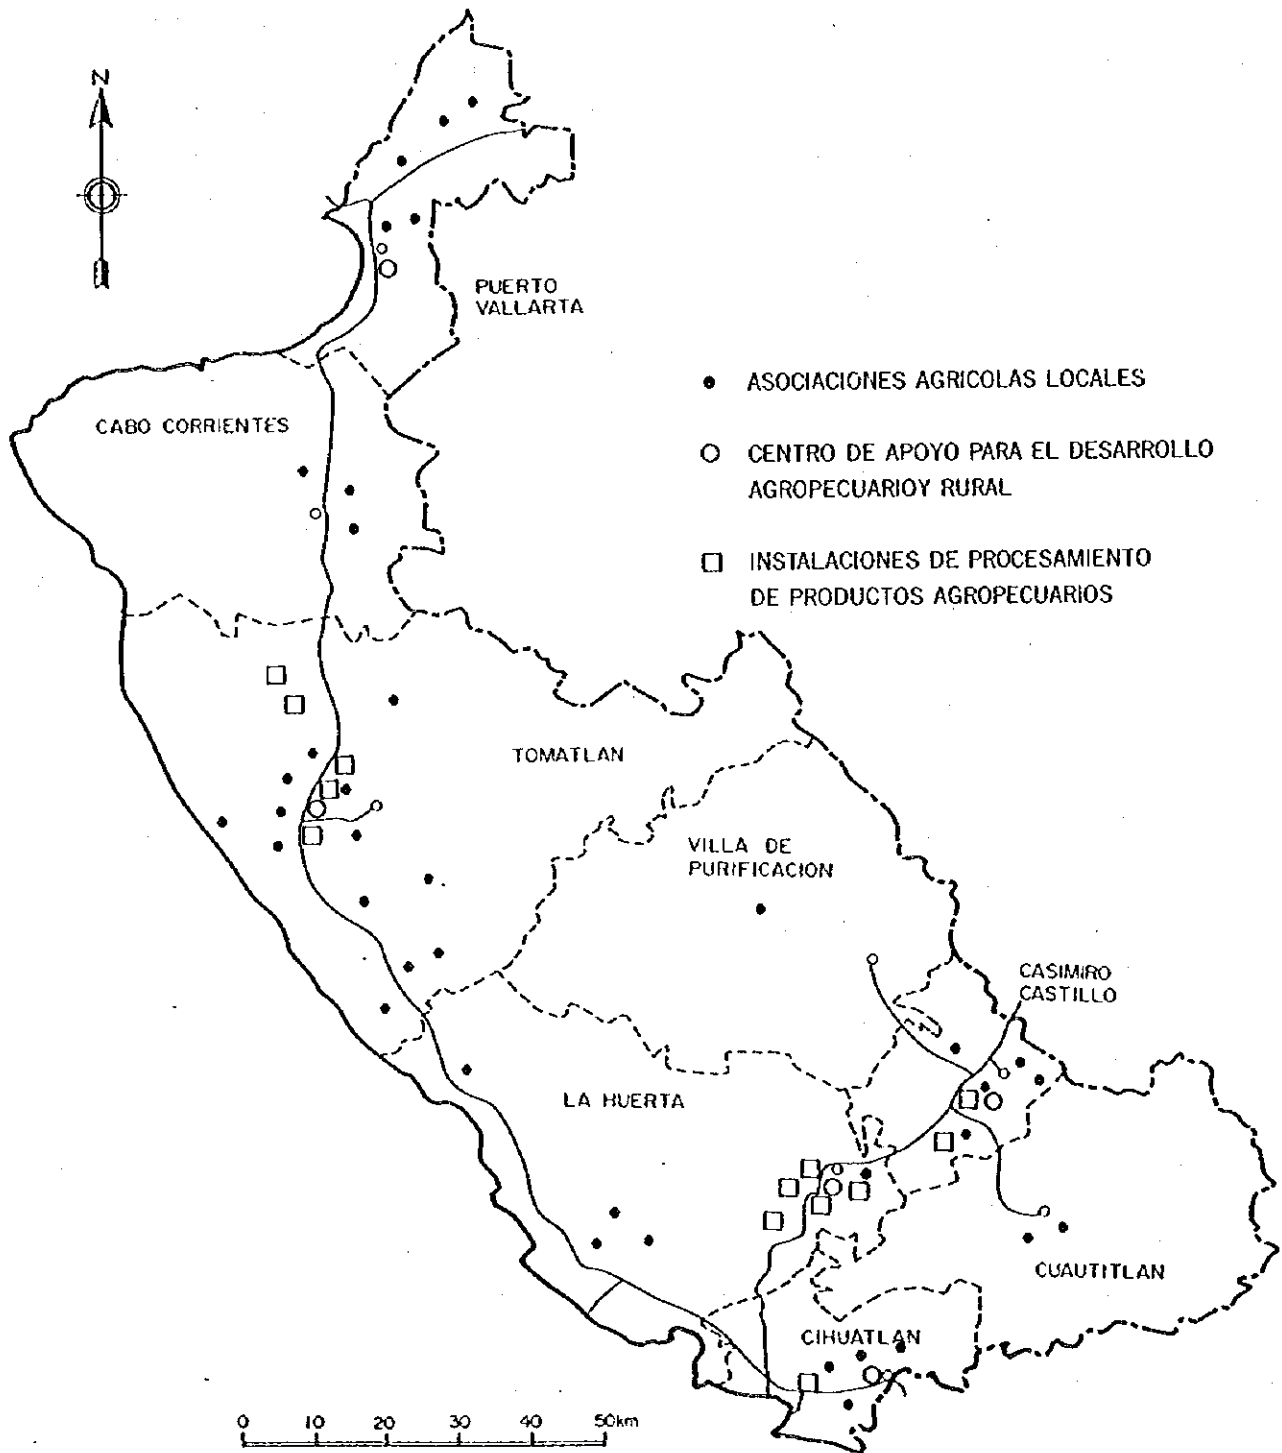 N
PUERTO
VALLARTA
● ASOCIACIONES AGRICOLAS LOCALES
CABO CORRIENTES
○ CENTRO DE APOYO PARA EL DESARROLLO
AGROPECUARIOY RURAL
□ INSTALACIONES DE PROCESAMIENTO
DE PRODUCTOS AGROPECUARIOS
TOMATLAN
VILLA DE
PURIFICACION
CASIMIRO
CASTILLO
LA HUERTA
CUAUTITLAN
CIHUATLAN
0 10 20 30 40 50km